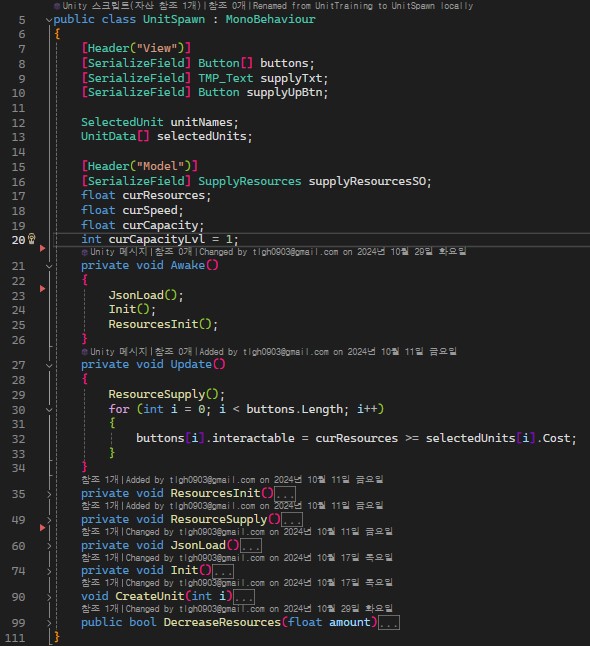 Unity 스크립트(자산 참조 1개)|참조 0개|Renamed from UnitTraining to UnitSpawn locally
5 public class UnitSpawn : MonoBehaviour
6 {
7 [Header("View")]
8 [SerializeField] Button[] buttons;
9 [SerializeField] TMP_Text supplyTxt;
10 [SerializeField] Button supplyUpBtn;
11
12 SelectedUnit unitNames;
13 UnitData[] selectedUnits;
14
15 [Header("Model")]
16 [SerializeField] SupplyResources supplyResourcesSO;
17 float curResources;
18 float curSpeed;
19 float curCapacity;
20 int curCapacityLvl = 1;
Unity 메시지|참조 0개|Changed by tlgh0903@gmail.com on 2024년 10월 29일 화요일
21 private void Awake()
22 {
23 JsonLoad();
24 Init();
25 ResourcesInit();
26 }
Unity 메시지|참조 0개|Added by tlgh0903@gmail.com on 2024년 10월 11일 금요일
27 private void Update()
28 {
29 ResourceSupply();
30 for (int i = 0; i < buttons.Length; i++)
31 {
32 buttons[i].interactable = curResources >= selectedUnits[i].Cost;
33 }
34 }
참조 1개|Added by tlgh0903@gmail.com on 2024년 10월 11일 금요일
35 private void ResourcesInit()...
참조 1개|Added by tlgh0903@gmail.com on 2024년 10월 11일 금요일
49 private void ResourceSupply()...
참조 1개|Changed by tlgh0903@gmail.com on 2024년 10월 11일 금요일
60 private void JsonLoad()...
참조 1개|Changed by tlgh0903@gmail.com on 2024년 10월 17일 목요일
74 private void Init()...
참조 1개|Changed by tlgh0903@gmail.com on 2024년 10월 17일 목요일
90 void CreateUnit(int i)...
참조 1개|Changed by tlgh0903@gmail.com on 2024년 10월 29일 화요일
99 public bool DecreaseResources(float amount)...
111 }